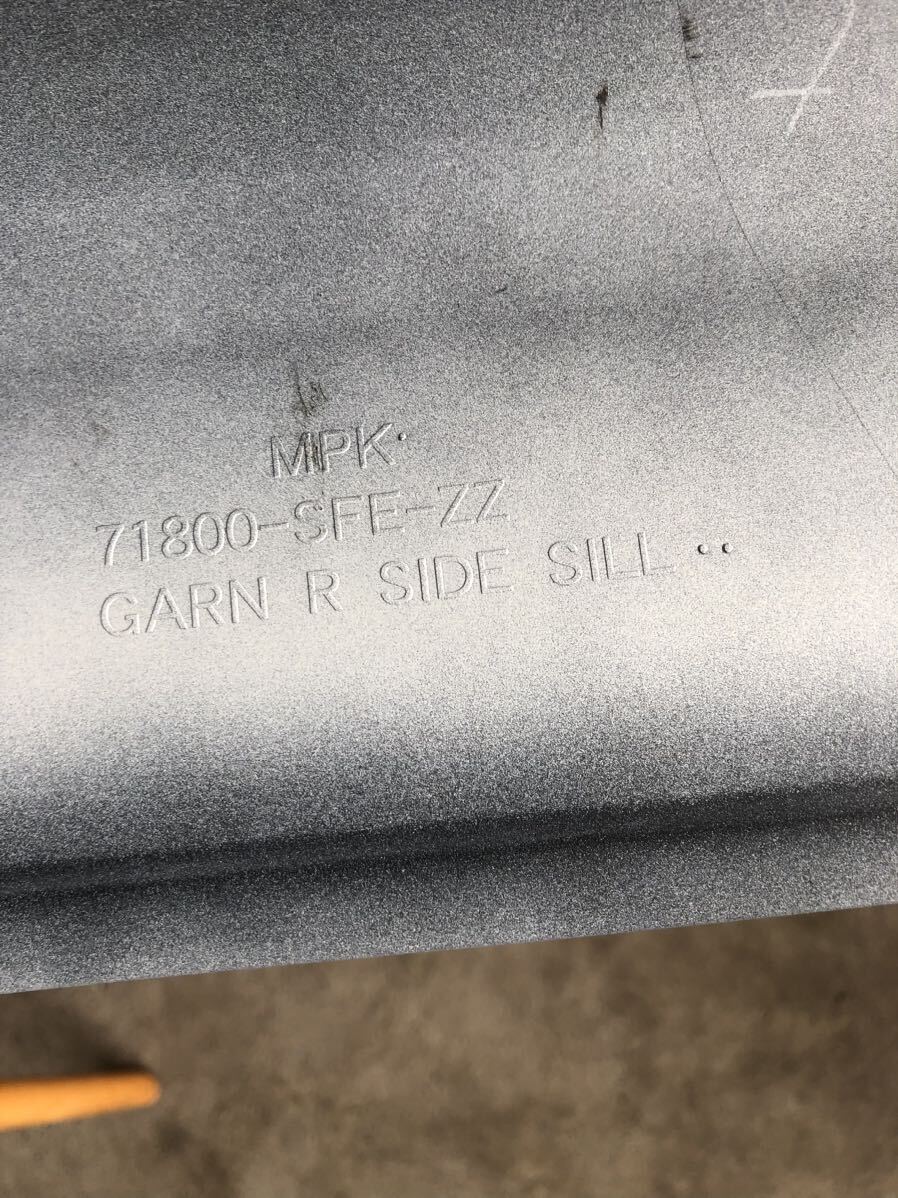 MPK
71800-SFE-ZZ
GARN R SIDE SILL